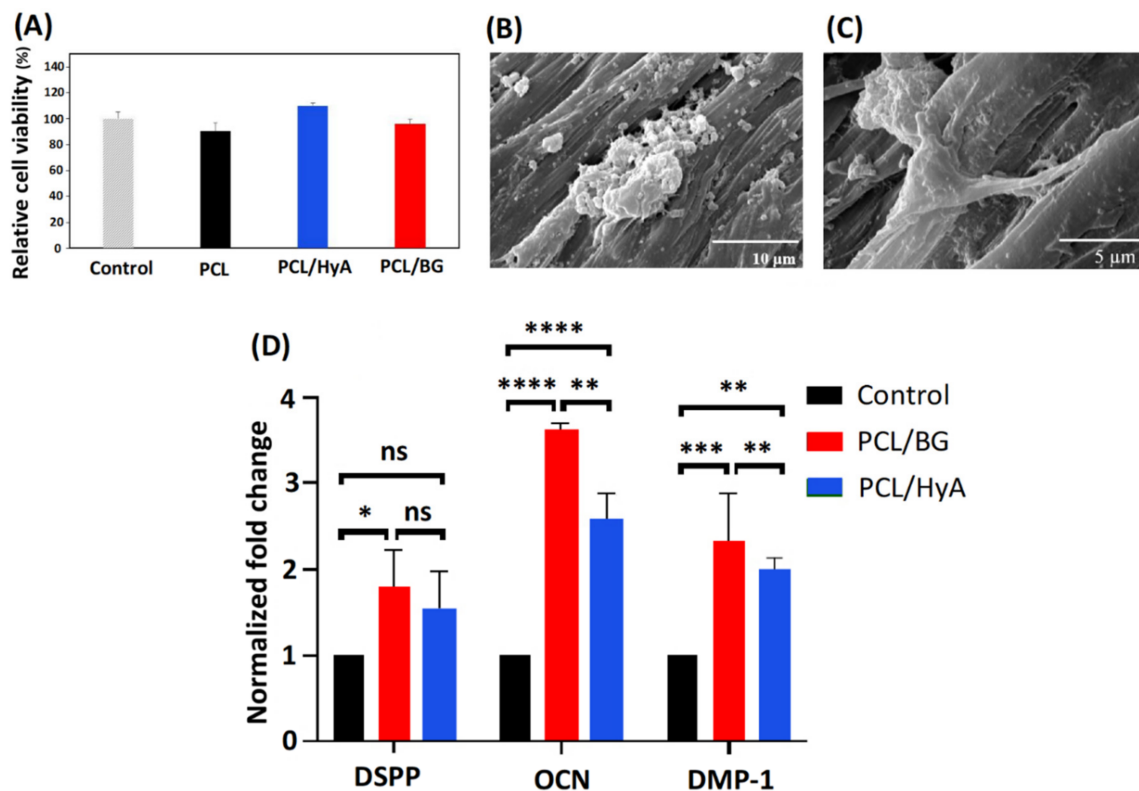 (A)
Relative cell viability (%)
140
120
100
80
60
40
20
0
Control PCL PCL/HyA PCL/BG
(B)
10 µm
(C)
5 µm
(D)
Normalized fold change
4
3
2
1
0
ns
* ns
****
**** **
**
*** **
DSPP OCN DMP-1
Control
PCL/BG
PCL/HyA